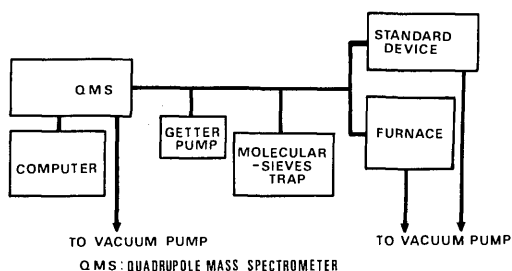 STANDARD
DEVICE
QMS
GETTER
PUMP
FURNACE
COMPUTER
MOLECULAR
-SIEVES
TRAP
TO VACUUM PUMP
TO VACUUM PUMP
QMS: QUADRUPOLE MASS SPECTROMETER